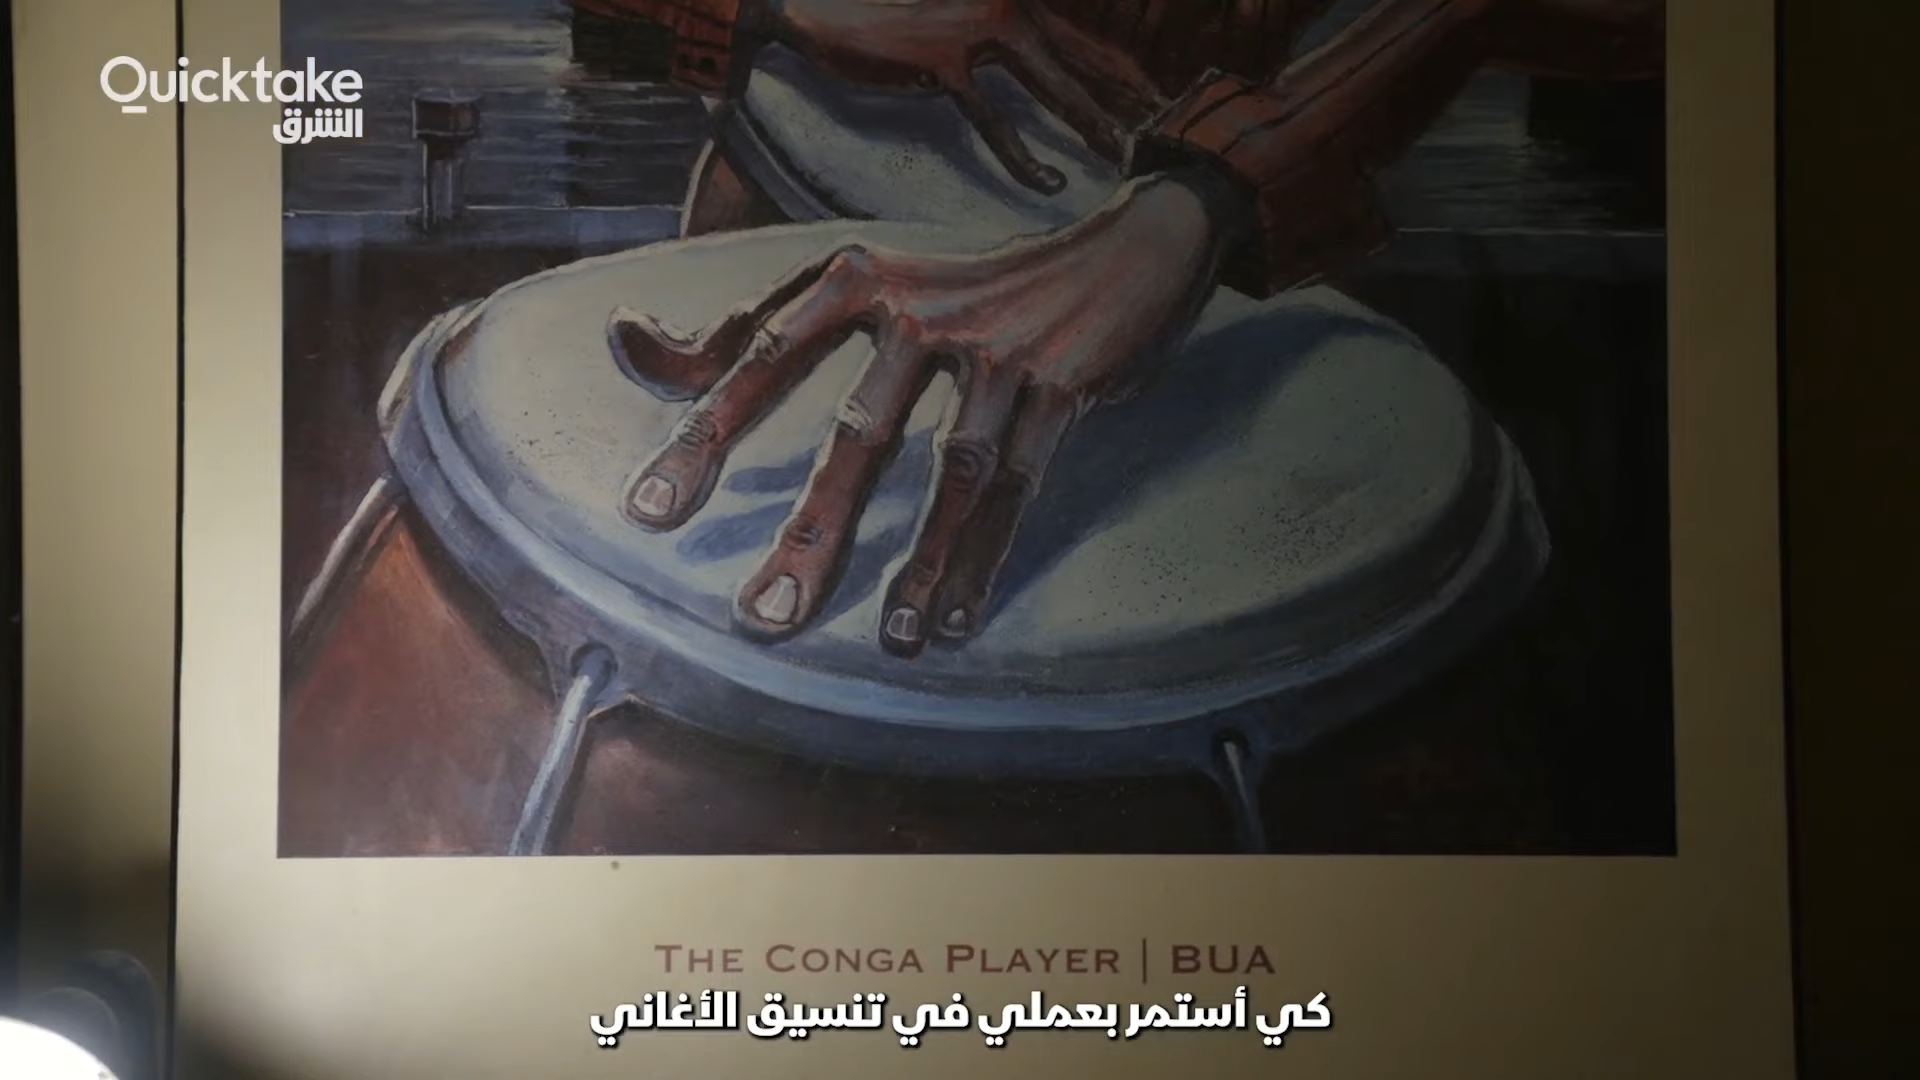 Quicktake
الشرق
THE CONGA PLAYER | BUA
كي أستمر بعملي في تنسيق الأغاني